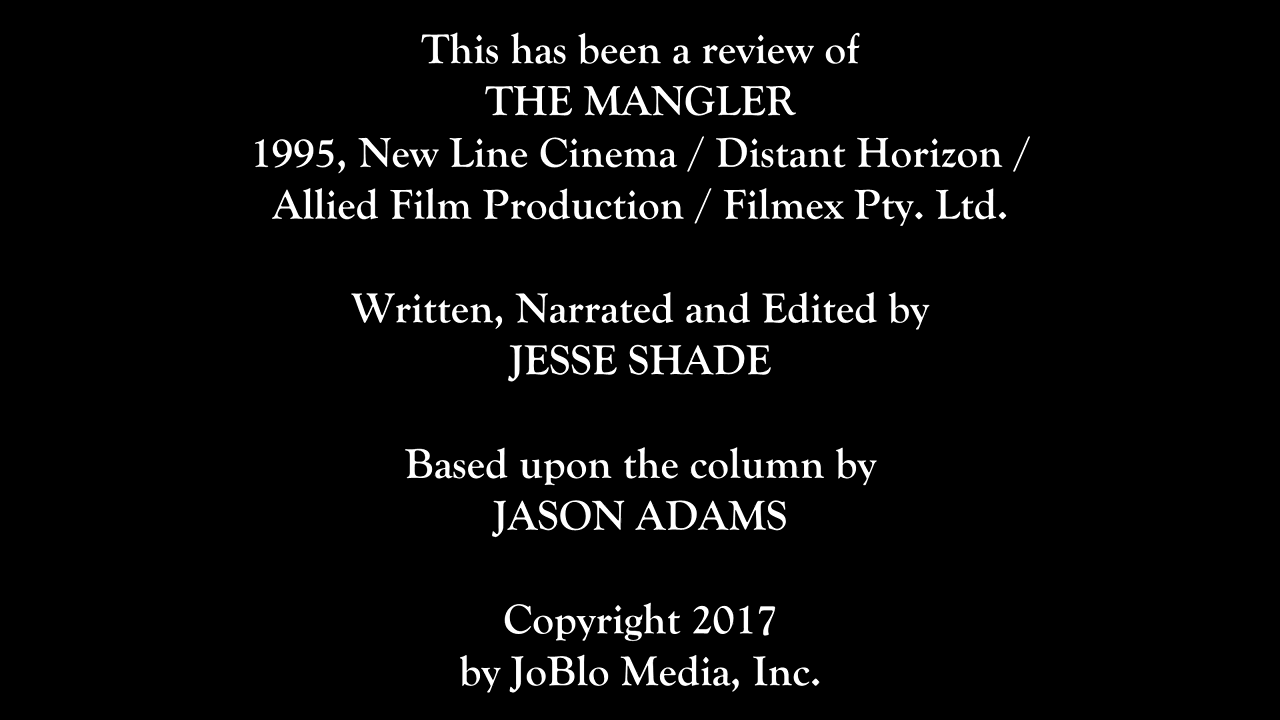 This has been a review of
THE MANGLER
1995, New Line Cinema / Distant Horizon /
Allied Film Production / Filmex Pty. Ltd.
Written, Narrated and Edited by
JESSE SHADE
Based upon the column by
JASON ADAMS
Copyright 2017
by JoBlo Media, Inc.